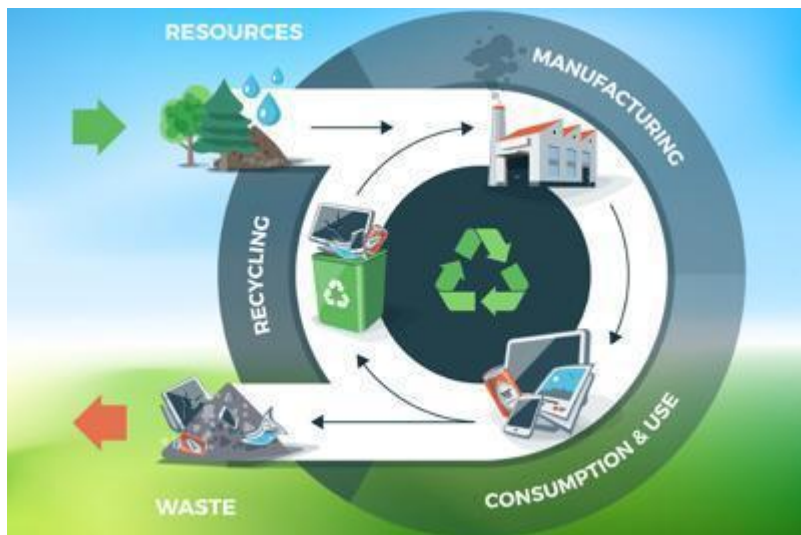 RESOURCES
MANUFACTURING
RECYCLING
CONSUMPTION & USE
WASTE